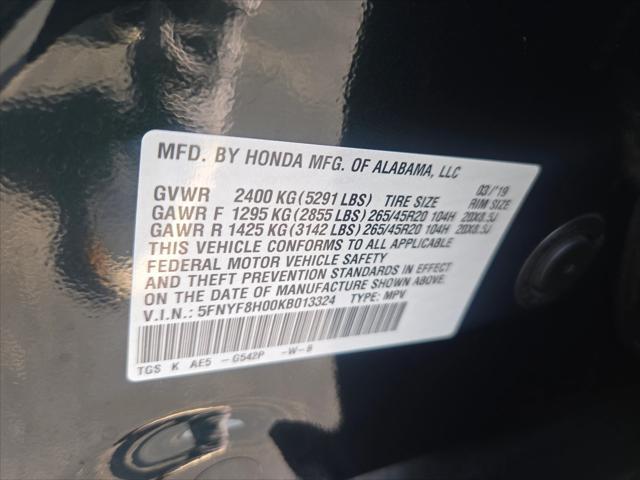 MFD. BY HONDA MFG. OF ALABAMA, LLC
03/'19
GVWR 2400 KG(5291 LBS) TIRE SIZE RIM SIZE
GAWR F 1295 KG(2855 LBS)265/45R20 104H 20X8.5J
GAWR R 1425 KG(3142 LBS)265/45R20 104H 20X8.5J
THIS VEHICLE CONFORMS TO ALL APPLICABLE
FEDERAL MOTOR VEHICLE SAFETY
AND THEFT PREVENTION STANDARDS IN EFFECT
ON THE DATE OF MANUFACTURE SHOWN ABOVE.
V.I.N.: 5FNYF8H00KB013324 TYPE: MPV
TGS K AE5 -G542P -W-8